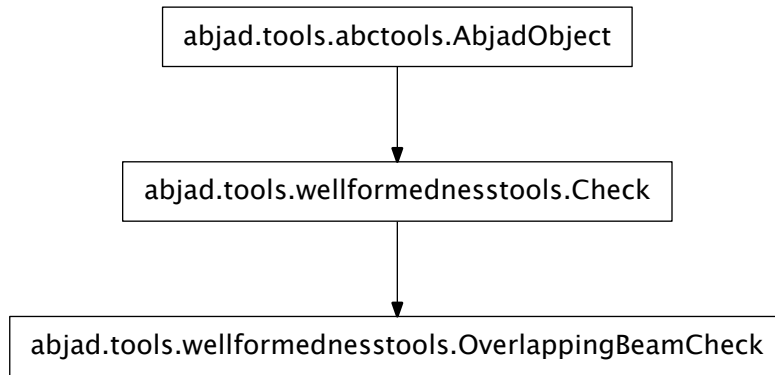 abjad.tools.abctools.AbjadObject
abjad.tools.wellformednesstools.Check
abjad.tools.wellformednesstools.OverlappingBeamCheck